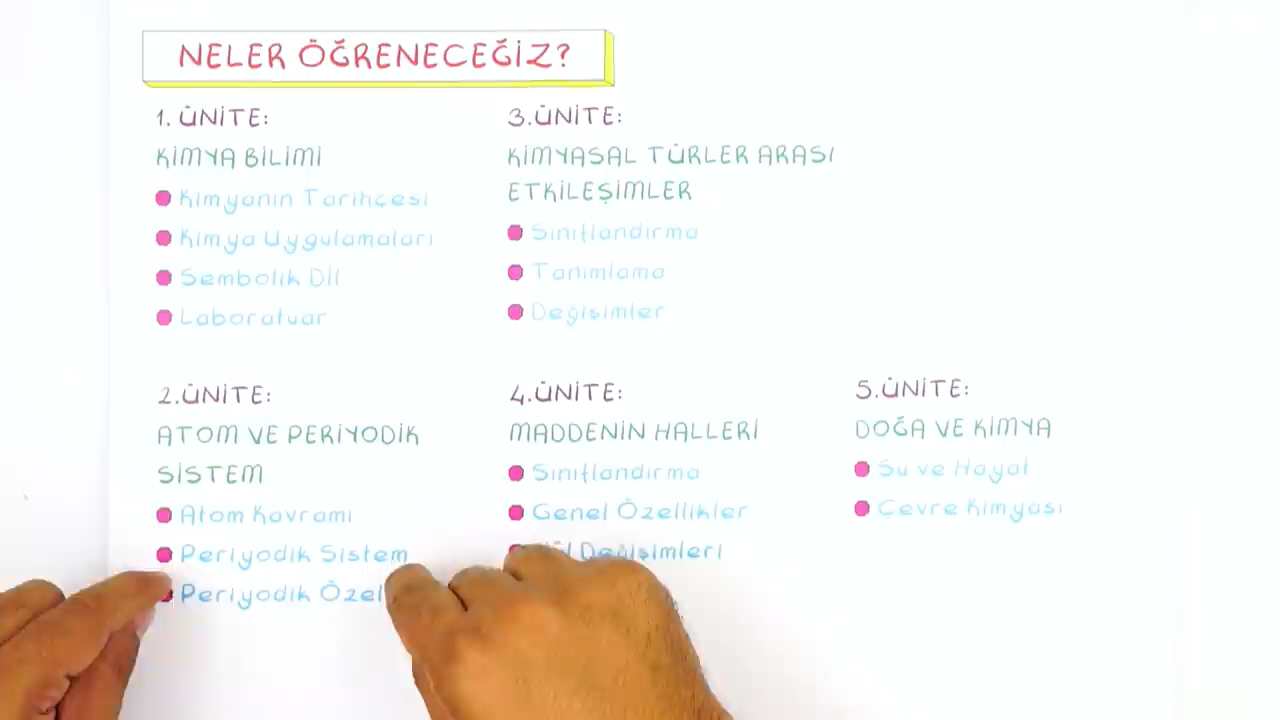 NELER ÖĞRENECEĞİZ?
1. ÜNİTE:
KİMYA BİLİMİ
Kimyanın Tarihçesi
Kimya Uygulamaları
Sembolik Dil
Laboratuar
2.ÜNİTE:
ATOM VE PERİYODİK
SİSTEM
Atom Kavramı
Periyodik Sistem
Periyodik Özel
3.ÜNİTE:
KİMYASAL TÜRLER ARASI
ETKİLEŞİMLER
Sınıflandırma
Tanımlama
Değişimler
4.ÜNİTE:
MADDENİN HALLERİ
Sınıflandırma
Genel Özellikler
Değişimleri
5.ÜNİTE:
DOĞA VE KİMYA
Su ve Hayat
Çevre Kimyası